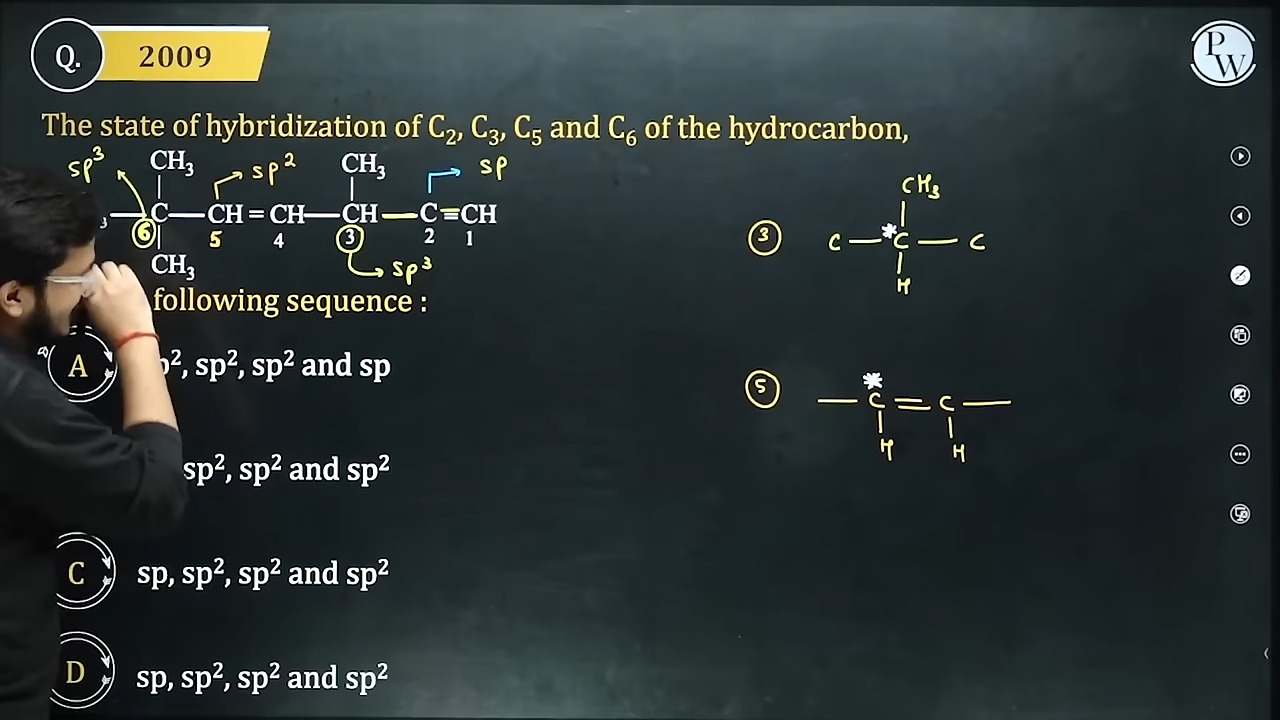 Q. 2009
PW
The state of hybridization of C₂, C₃, C₅ and C₆ of the hydrocarbon,
sp³ CH₃ sp² CH₃ sp
₃—C—CH=CH—CH—C≡CH
6 5 4 3 2 1
CH₃ sp³
following sequence :
A p², sp², sp² and sp
sp², sp² and sp²
C sp, sp², sp² and sp²
D sp, sp², sp² and sp²
CH₃
③ C—*C—C
H
*
⑤ —C=C—
H H